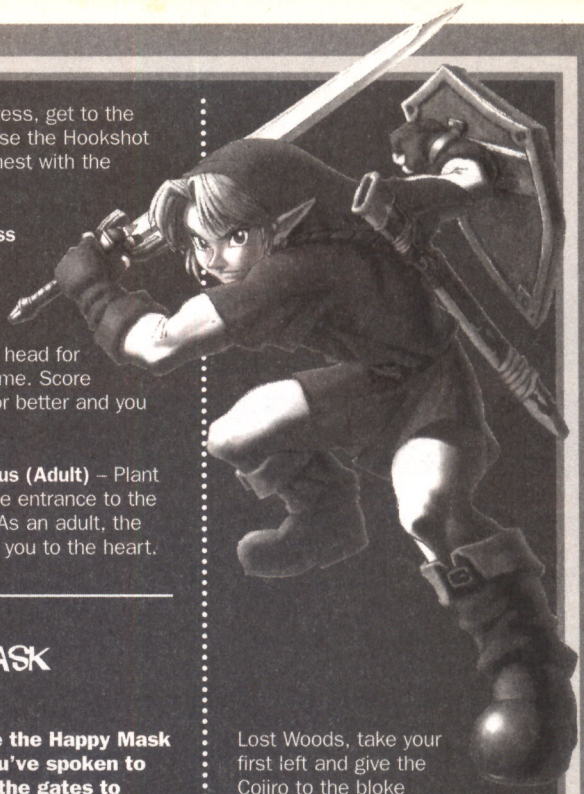 ess, get to the
se the Hookshot
nest with the
ss
head for
me. Score
or better and you
us (Adult) – Plant
e entrance to the
As an adult, the
you to the heart.
ASK
e the Happy Mask
u've spoken to
the gates to
Lost Woods, take your
first left and give the
Cojiro to the bloke